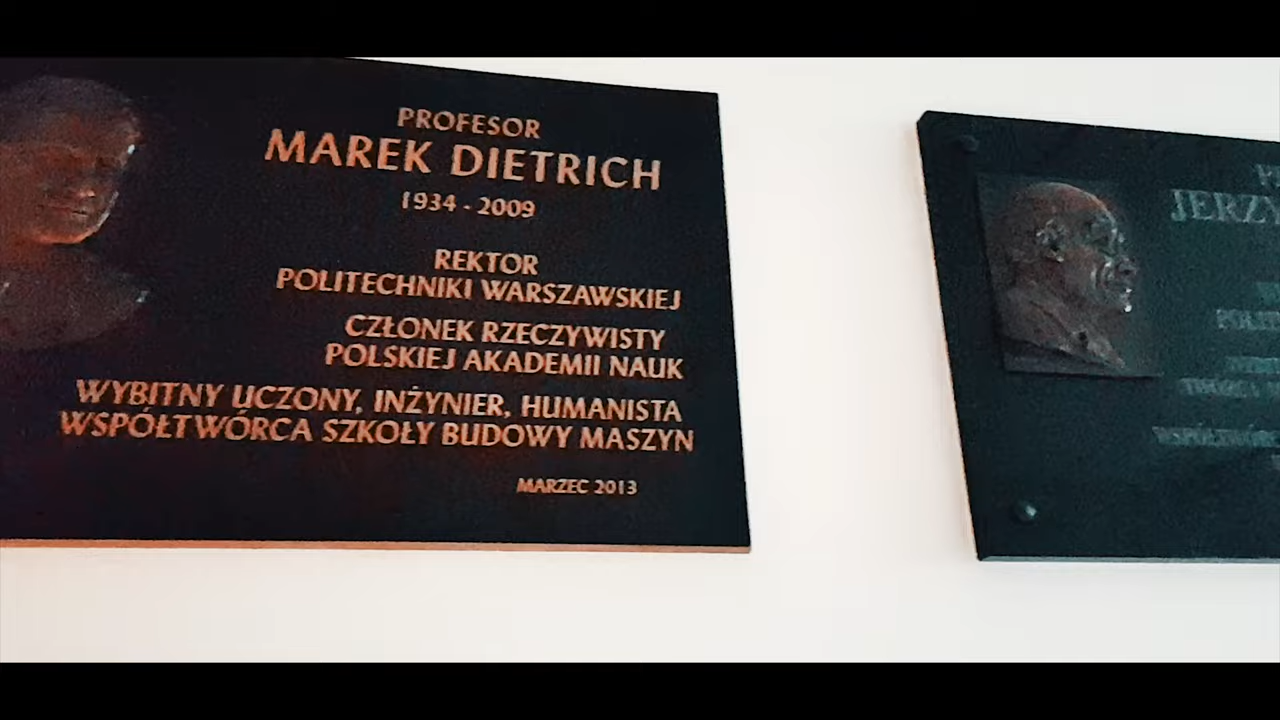 PROFESOR
MAREK DIETRICH
1934 - 2009
REKTOR
POLITECHNIKI WARSZAWSKIEJ
CZŁONEK RZECZYWISTY
POLSKIEJ AKADEMII NAUK
WYBITNY UCZONY, INŻYNIER, HUMANISTA
WSPÓŁTWÓRCA SZKOŁY BUDOWY MASZYN
MARZEC 2013
JERZY